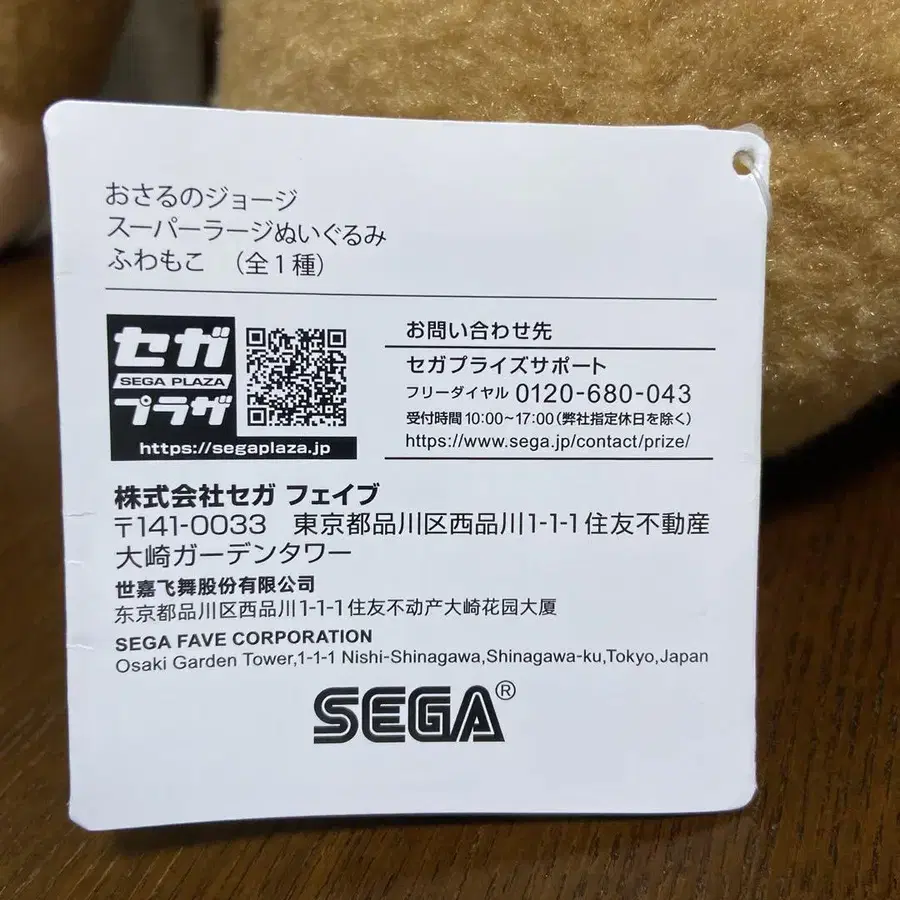 おさるのジョージ
スーパーラージぬいぐるみ
ふわもこ （全1種）
セガ
SEGA PLAZA
プラザ
https://segaplaza.jp
お問い合わせ先
セガプライズサポート
フリーダイヤル 0120-680-043
受付時間 10:00~17:00（弊社指定休日を除く）
https://www.sega.jp/contact/prize/
株式会社セガ フェイブ
〒141-0033 東京都品川区西品川1-1-1住友不動産
大崎ガーデンタワー
世嘉飞舞股份有限公司
东京都品川区西品川1-1-1住友不动产大崎花园大厦
SEGA FAVE CORPORATION
Osaki Garden Tower,1-1-1 Nishi-Shinagawa,Shinagawa-ku,Tokyo,Japan
SEGA®